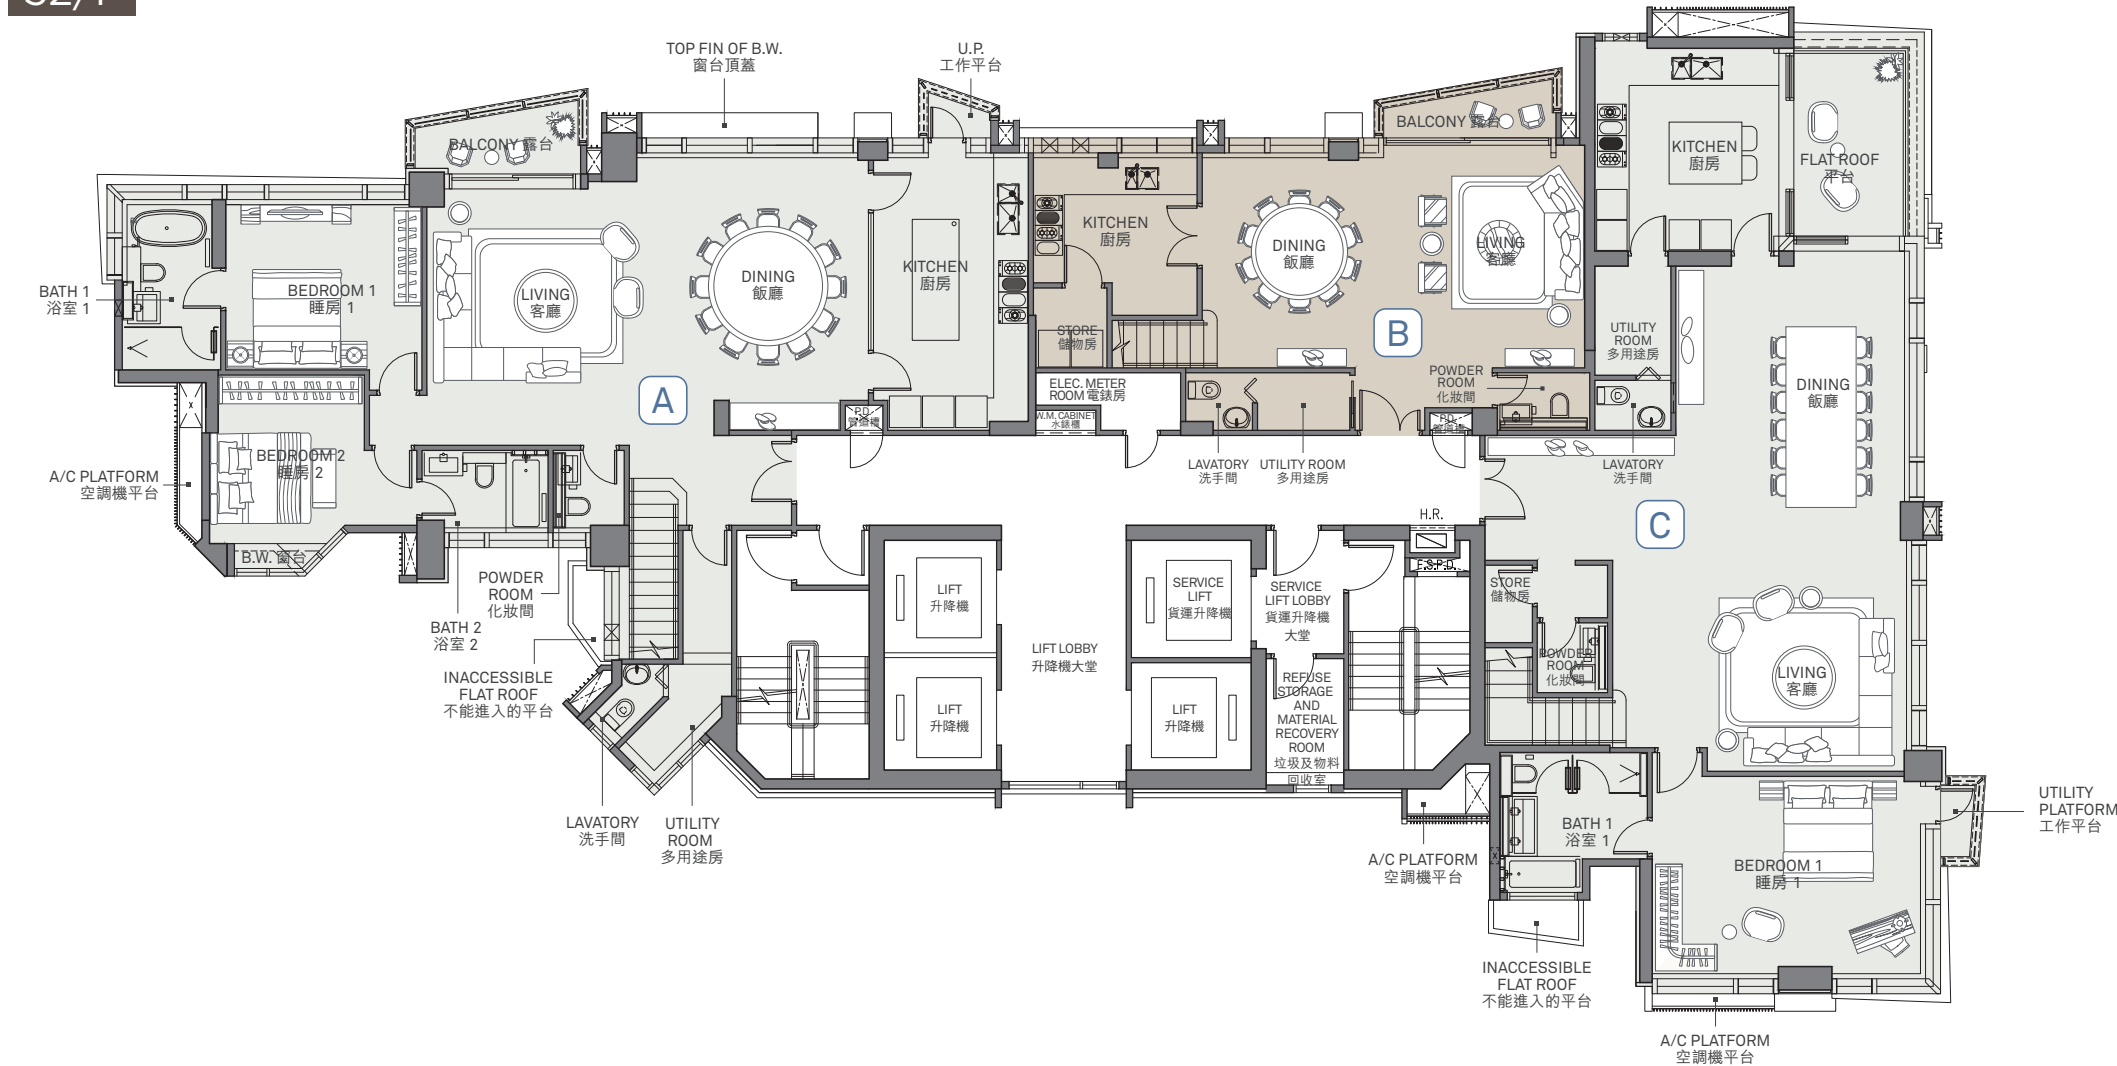 TOP FIN OF B.W.
窗台頂蓋
U.P.
工作平台
BALCONY 露台
BALCONY 露台
KITCHEN
廚房
FLAT ROOF
平台
BATH 1
浴室 1
BEDROOM 1
睡房 1
LIVING
客廳
DINING
飯廳
KITCHEN
廚房
KITCHEN
廚房
DINING
飯廳
LIVING
客廳
STORE
儲物房
B
UTILITY
ROOM
多用途房
DINING
飯廳
A
ELEC. METER
ROOM 電錶房
W.M. CABINET
水錶櫃
P.D.
管道槽
POWDER
ROOM
化妝間
P.D.
管道槽
A/C PLATFORM
空調機平台
BEDROOM 2
睡房 2
B.W. 窗台
LAVATORY
洗手間
UTILITY ROOM
多用途房
LAVATORY
洗手間
H.R.
F.S.P.D.
C
POWDER
ROOM
化妝間
BATH 2
浴室 2
INACCESSIBLE
FLAT ROOF
不能進入的平台
LIFT
升降機
LIFT
升降機
LIFT LOBBY
升降機大堂
SERVICE
LIFT
貨運升降機
LIFT
升降機
SERVICE
LIFT LOBBY
貨運升降機
大堂
REFUSE
STORAGE
AND
MATERIAL
RECOVERY
ROOM
垃圾及物料
回收室
STORE
儲物房
POWDER
ROOM
化妝間
LIVING
客廳
LAVATORY
洗手間
UTILITY
ROOM
多用途房
A/C PLATFORM
空調機平台
BATH 1
浴室 1
BEDROOM 1
睡房 1
UTILITY
PLATFORM
工作平台
INACCESSIBLE
FLAT ROOF
不能進入的平台
A/C PLATFORM
空調機平台